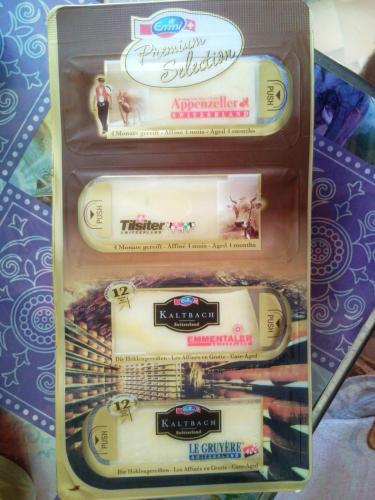 Emmi
Premium
Selection
Appenzeller
SWITZERLAND
PUSH
4 Monate gereift - Affiné 4 mois - Aged 4 months
Tilsiter
SWITZERLAND
PUSH
4 Monate gereift - Affiné 4 mois - Aged 4 months
12
Emmi
KALTBACH
Switzerland
EMMENTALER
SWITZERLAND
PUSH
Die Höhlengereiften - Les Affinés en Grotte - Cave-Aged
12
Emmi
KALTBACH
Switzerland
LE GRUYÈRE
SWITZERLAND
PUSH
Die Höhlengereiften - Les Affinés en Grotte - Cave-Aged